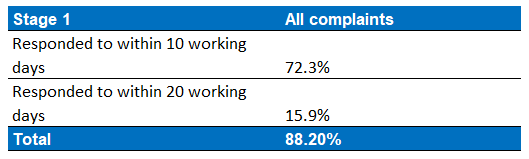 Stage 1 All complaints
Responded to within 10 working
days 72.3%
Responded to within 20 working
days 15.9%
Total 88.20%